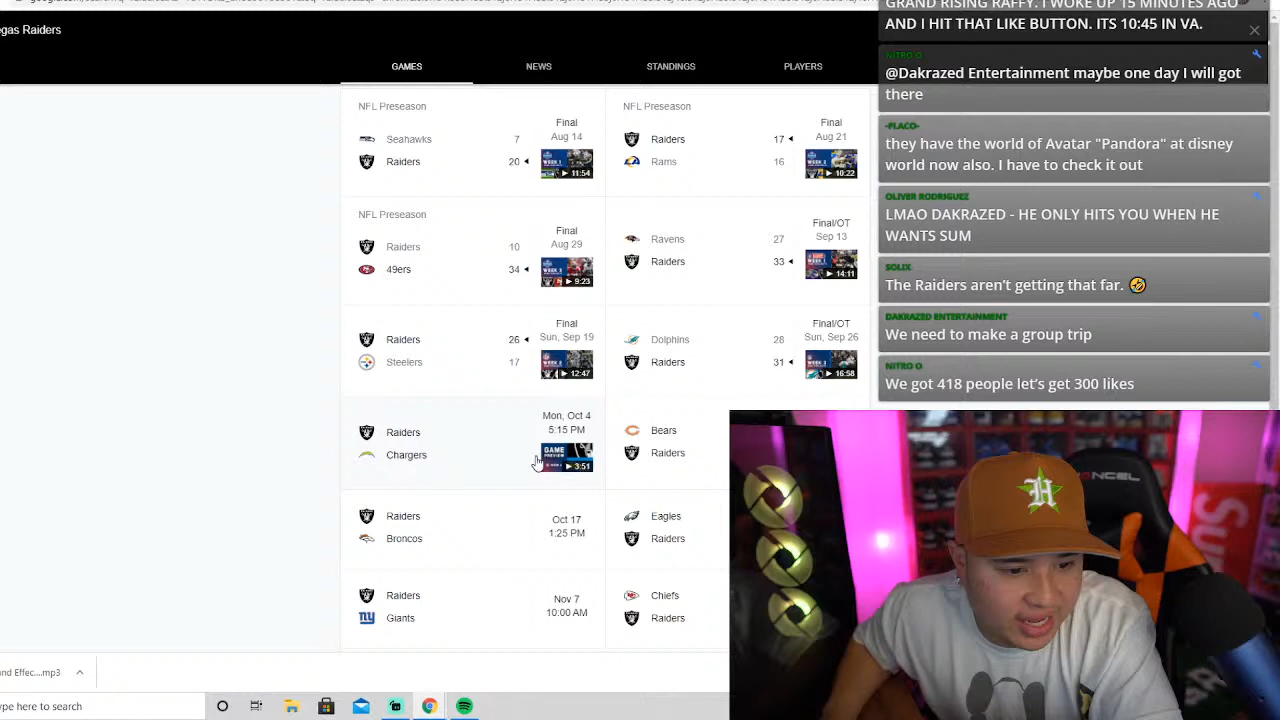 egas Raiders
GAMES
NEWS
STANDINGS
PLAYERS
NFL Preseason
Seahawks 7
Raiders 20
Final
Aug 14
11:54
NFL Preseason
Raiders 17
Rams 16
Final
Aug 21
10:22
NFL Preseason
Raiders 10
49ers 34
Final
Aug 29
9:23
Ravens 27
Raiders 33
Final/OT
Sep 13
14:11
Raiders 26
Steelers 17
Final
Sun, Sep 19
12:47
Dolphins 28
Raiders 31
Final/OT
Sun, Sep 26
16:58
Raiders
Chargers
Mon, Oct 4
5:15 PM
GAME
PREVIEW
3:51
Bears
Raiders
Raiders
Broncos
Oct 17
1:25 PM
Eagles
Raiders
Raiders
Giants
Nov 7
10:00 AM
Chiefs
Raiders
GRAND RISING RAFFY. I WOKE UP 15 MINUTES AGO
AND I HIT THAT LIKE BUTTON. ITS 10:45 IN VA.
NITRO O
@Dakrazed Entertainment maybe one day I will got
there
-FLACO-
they have the world of Avatar "Pandora" at disney
world now also. I have to check it out
OLIVER RODRIGUEZ
LMAO DAKRAZED - HE ONLY HITS YOU WHEN HE
WANTS SUM
SOLIX
The Raiders aren't getting that far. 🤣
DAKRAZED ENTERTAINMENT
We need to make a group trip
NITRO O
We got 418 people let's get 300 likes
H
Sup
nd Effec....mp3
ype here to search